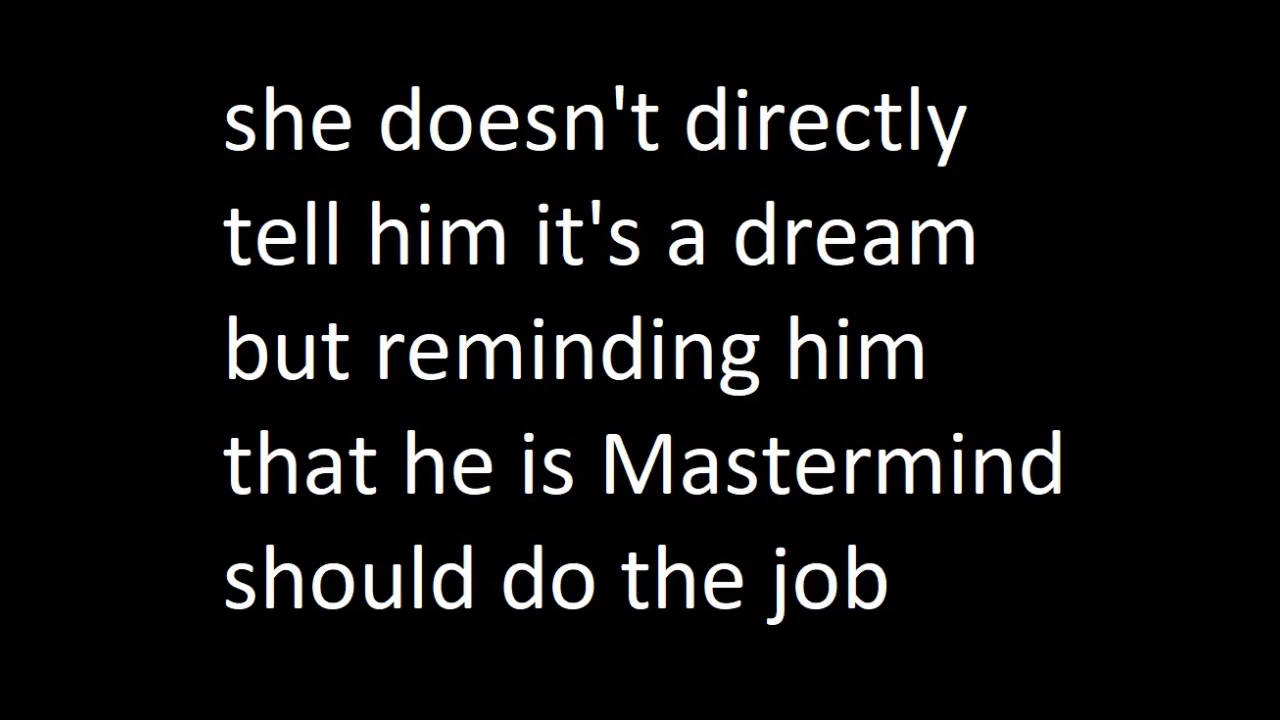 she doesn't directly
tell him it's a dream
but reminding him
that he is Mastermind
should do the job